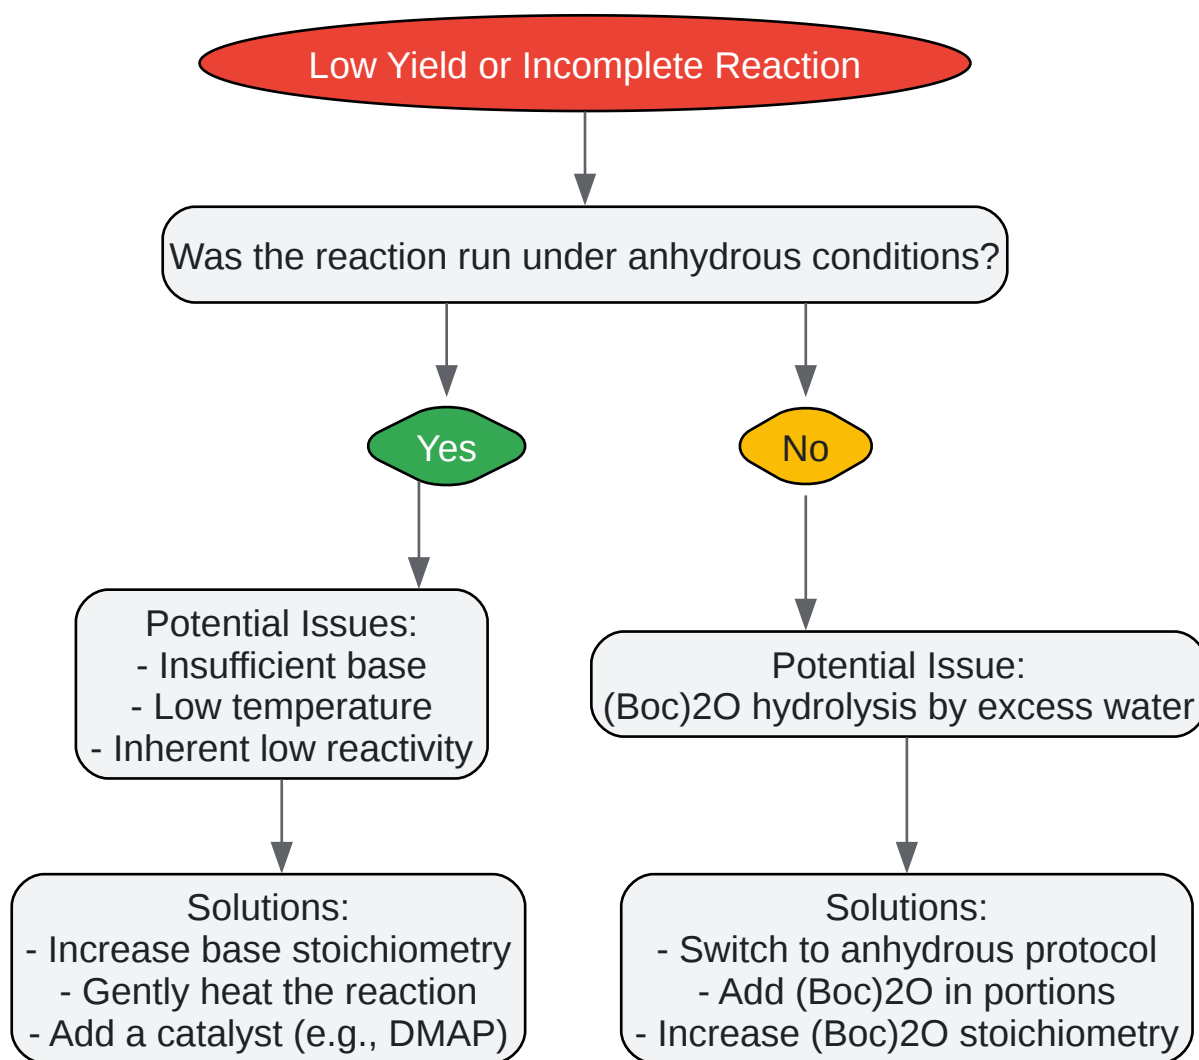 Low Yield or Incomplete Reaction
Was the reaction run under anhydrous conditions?
Yes
No
Potential Issues:
- Insufficient base
- Low temperature
- Inherent low reactivity
Potential Issue:
(Boc)2O hydrolysis by excess water
Solutions:
- Increase base stoichiometry
- Gently heat the reaction
- Add a catalyst (e.g., DMAP)
Solutions:
- Switch to anhydrous protocol
- Add (Boc)2O in portions
- Increase (Boc)2O stoichiometry